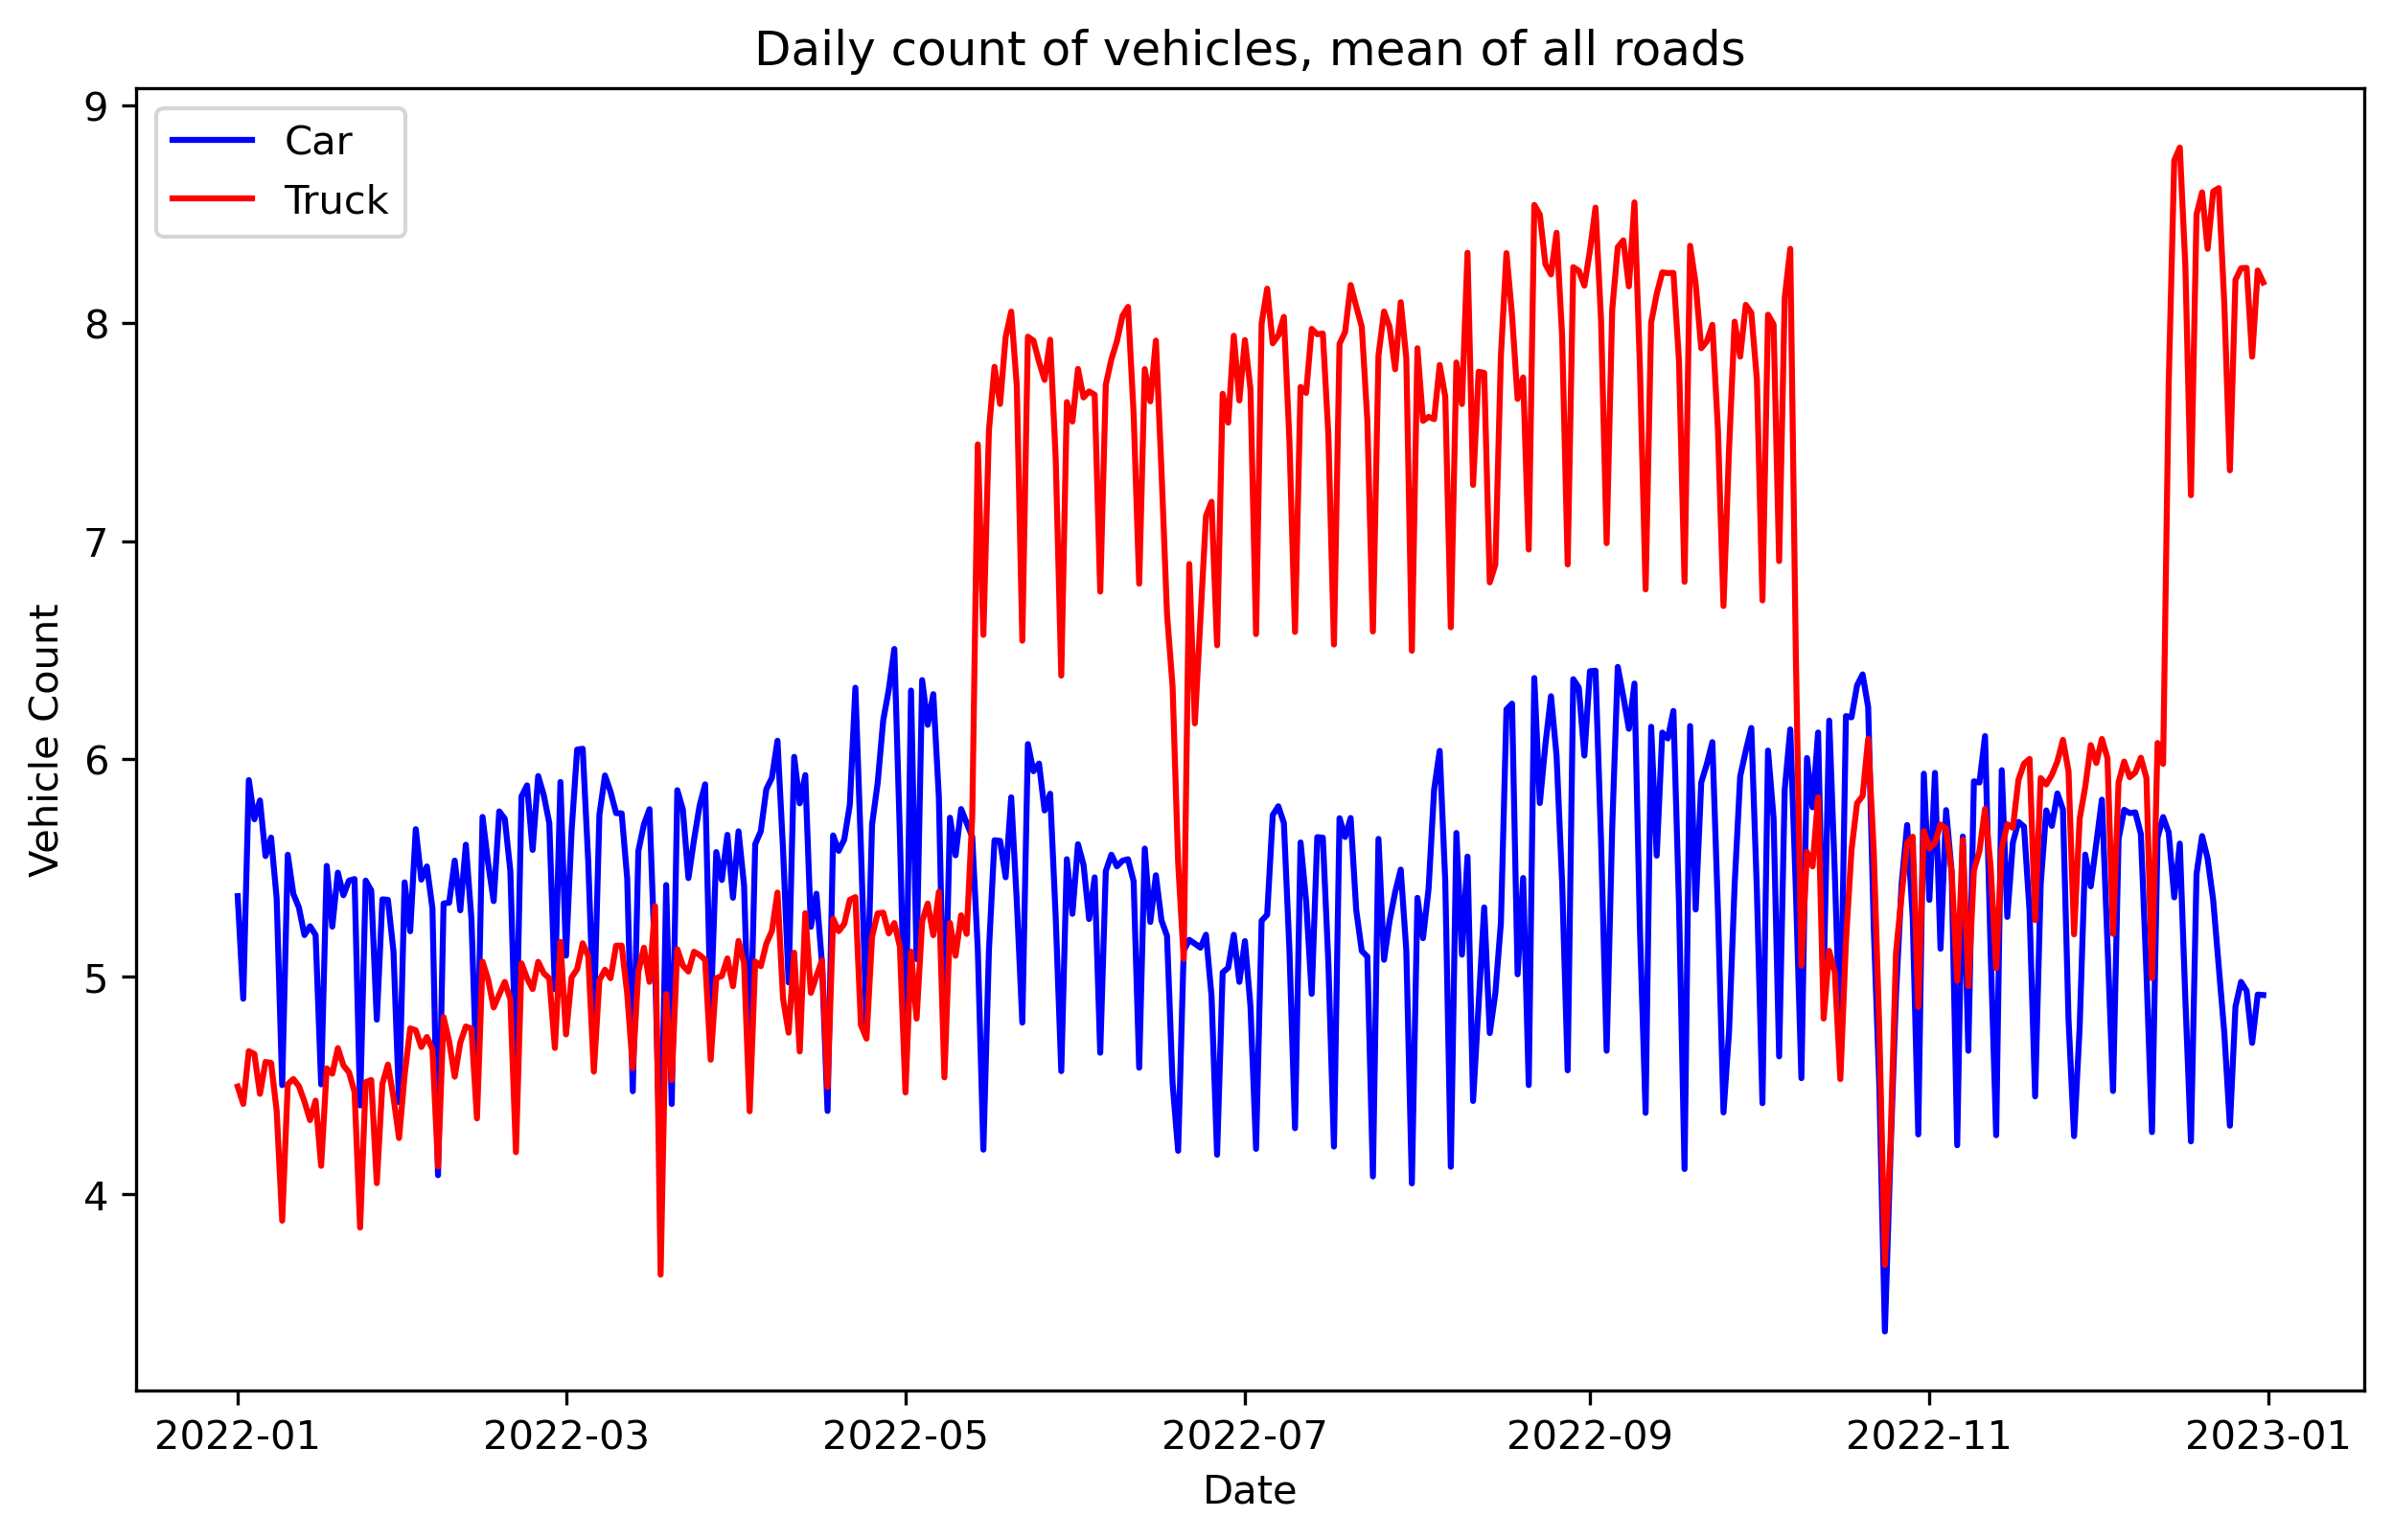 Daily count of vehicles, mean of all roads
Car
Truck
9
8
7
6
5
4
Vehicle Count
2022-01 2022-03 2022-05 2022-07 2022-09 2022-11 2023-01
Date